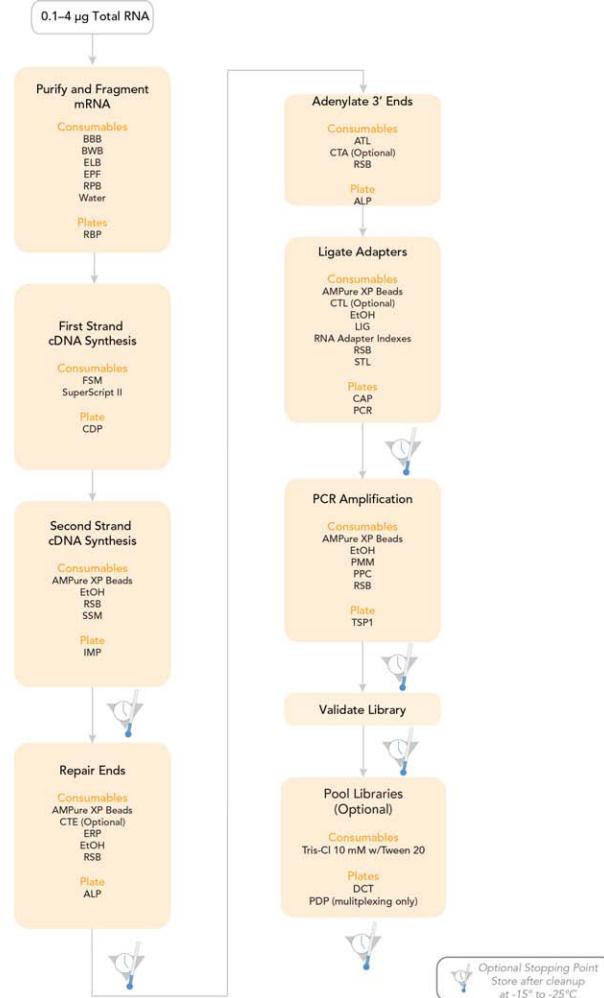 0.1–4 µg Total RNA
Purify and Fragment
mRNA
Consumables
BBB
BWB
ELB
EPF
RPB
Water
Plates
RBP
First Strand
cDNA Synthesis
Consumables
FSM
SuperScript II
Plate
CDP
Second Strand
cDNA Synthesis
Consumables
AMPure XP Beads
EtOH
RSB
SSM
Plate
IMP
Repair Ends
Consumables
AMPure XP Beads
CTE (Optional)
ERP
EtOH
RSB
Plate
ALP
Adenylate 3’ Ends
Consumables
ATL
CTA (Optional)
RSB
Plate
ALP
Ligate Adapters
Consumables
AMPure XP Beads
CTL (Optional)
EtOH
LIG
RNA Adapter Indexes
RSB
STL
Plates
CAP
PCR
PCR Amplification
Consumables
AMPure XP Beads
EtOH
PMM
PPC
RSB
Plate
TSP1
Validate Library
Pool Libraries
(Optional)
Consumables
Tris-Cl 10 mM w/Tween 20
Plates
DCT
PDP (mulitplexing only)
Optional Stopping Point
Store after cleanup
at -15° to -25°C